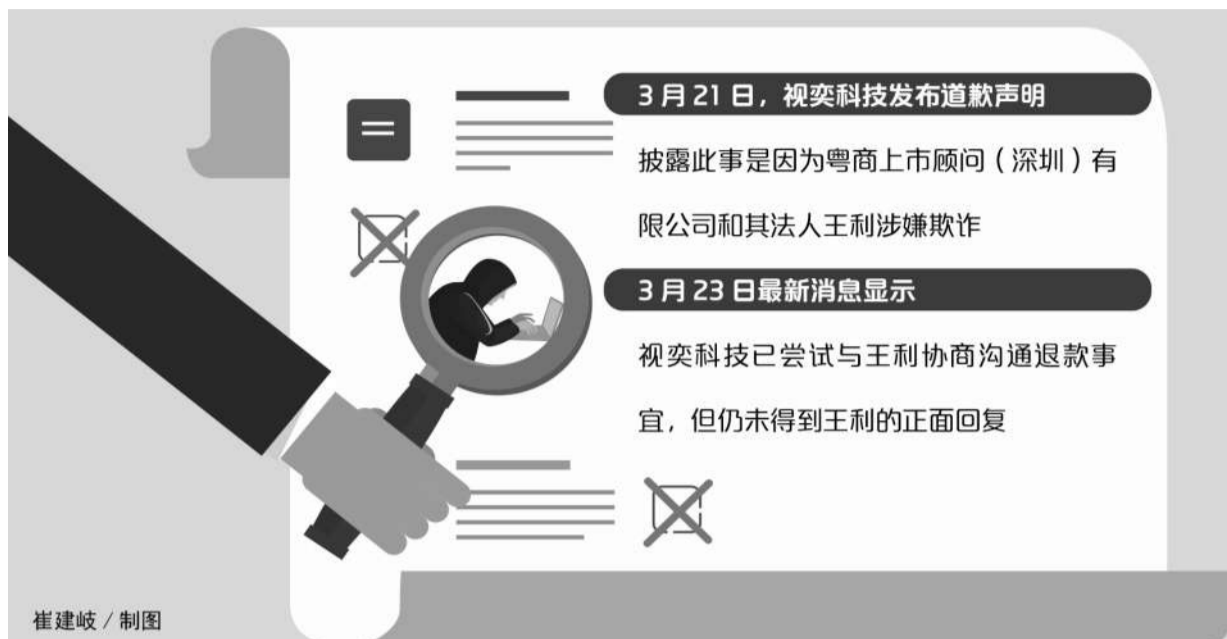 3月21日，视奕科技发布道歉声明
披露此事是因为粤商上市顾问（深圳）有
限公司和其法人王利涉嫌欺诈
3月23日最新消息显示
视奕科技已尝试与王利协商沟通退款事
宜，但仍未得到王利的正面回复
崔建岐/制图